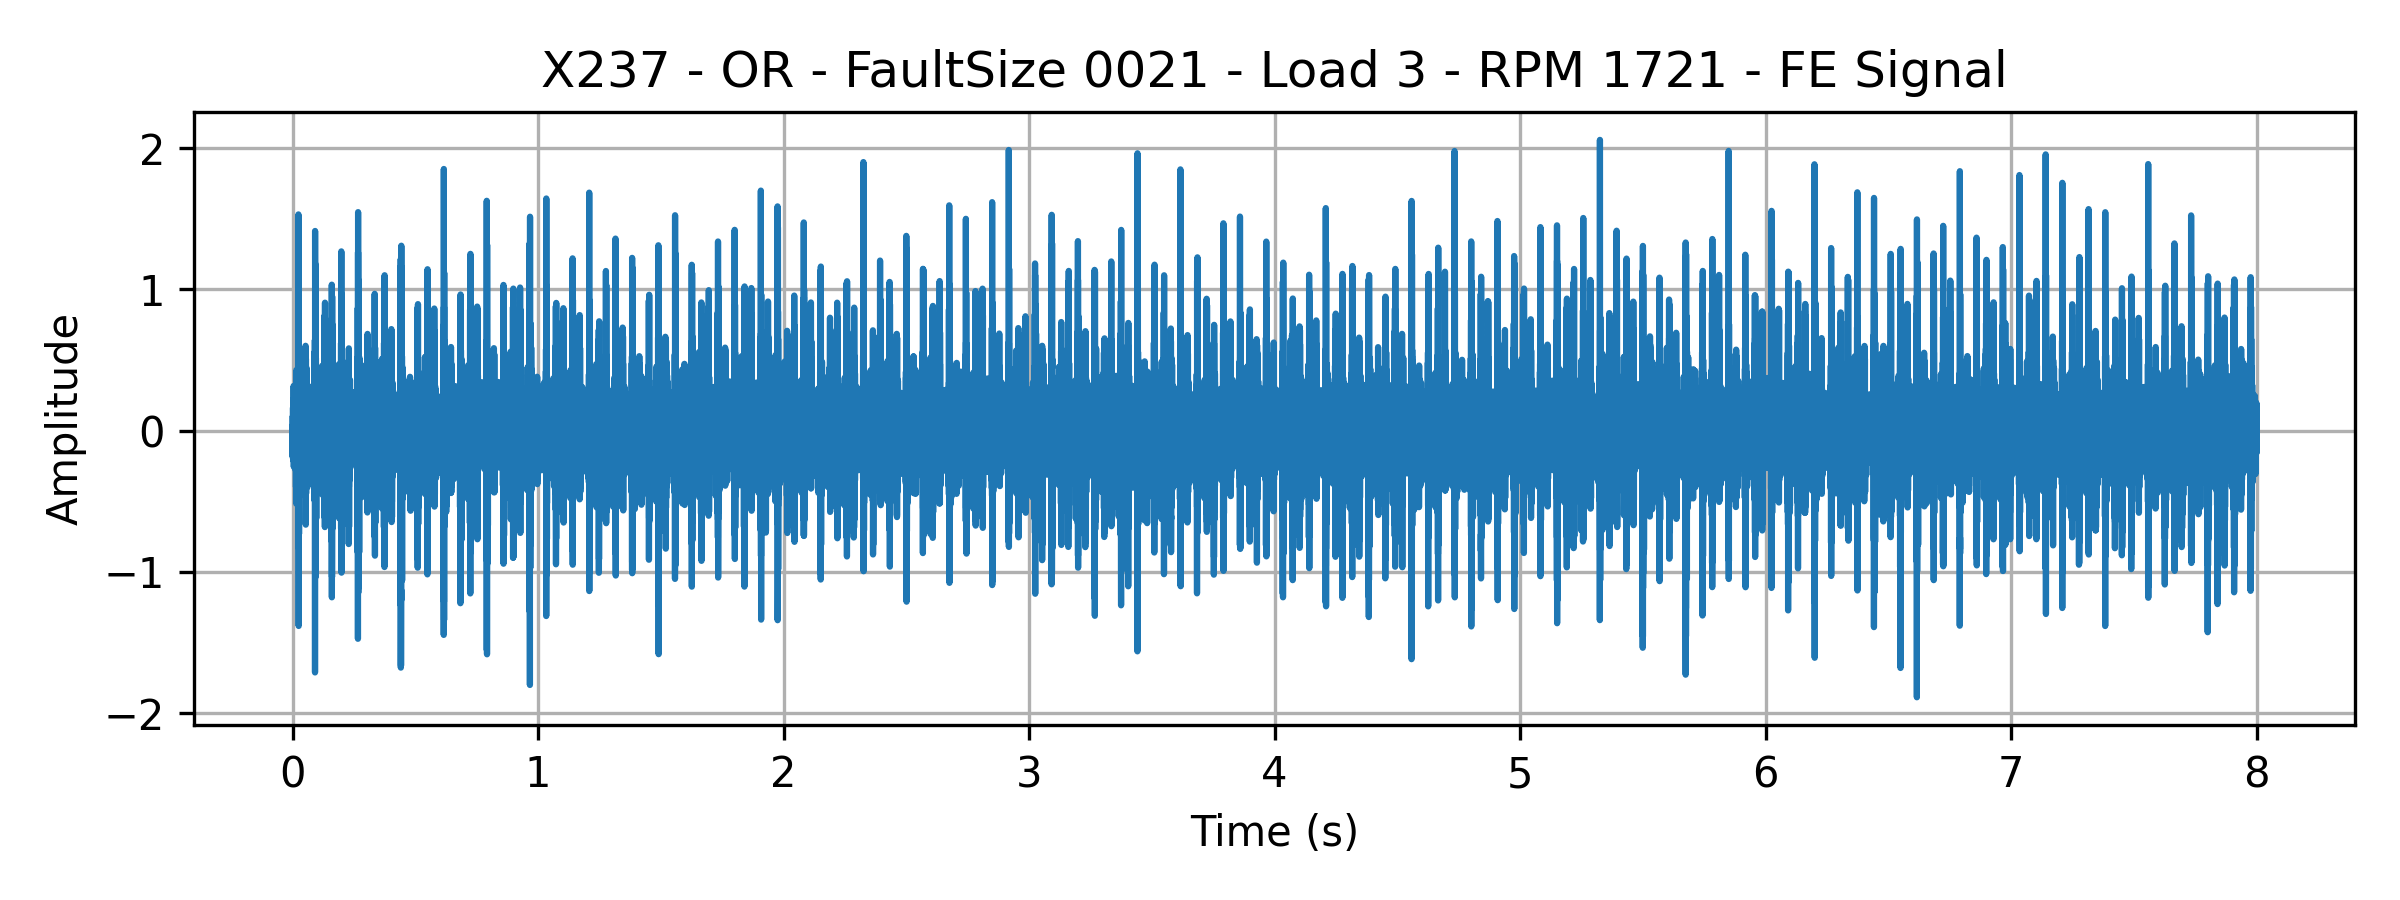 X237 - OR - FaultSize 0021 - Load 3 - RPM 1721 - FE Signal
Amplitude
2
1
0
−1
−2
0 1 2 3 4 5 6 7 8
Time (s)